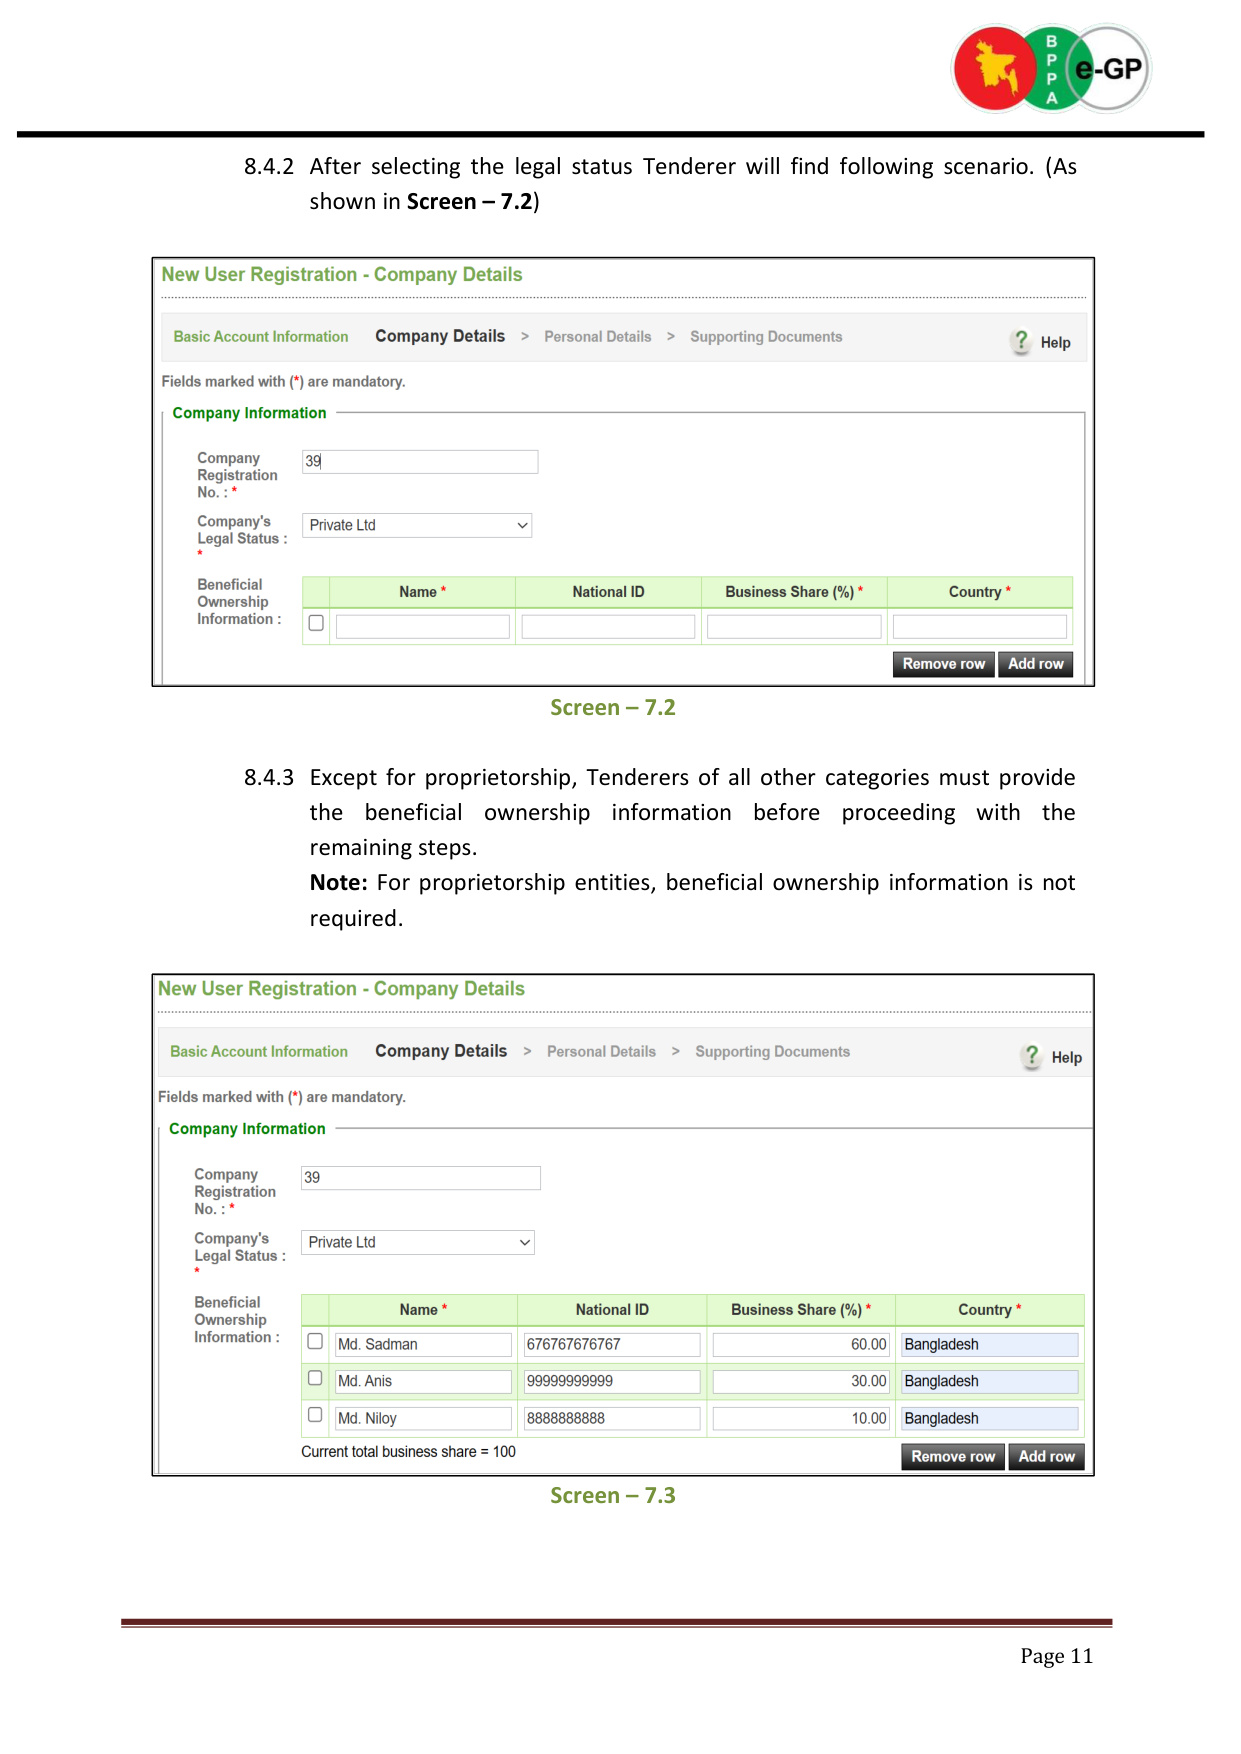 B
P
P
A
e-GP
8.4.2 After selecting the legal status Tenderer will find following scenario. (As
shown in Screen – 7.2)
New User Registration - Company Details
Basic Account Information Company Details > Personal Details > Supporting Documents
? Help
Fields marked with (*) are mandatory.
Company Information
Company
Registration
No. : *
39
Company's
Legal Status :
*
Private Ltd
Beneficial
Ownership
Information :
Name * National ID Business Share (%) * Country *
Remove row Add row
Screen – 7.2
8.4.3 Except for proprietorship, Tenderers of all other categories must provide
the beneficial ownership information before proceeding with the
remaining steps.
Note: For proprietorship entities, beneficial ownership information is not
required.
New User Registration - Company Details
Basic Account Information Company Details > Personal Details > Supporting Documents
? Help
Fields marked with (*) are mandatory.
Company Information
Company
Registration
No. : *
39
Company's
Legal Status :
*
Private Ltd
Beneficial
Ownership
Information :
Name * National ID Business Share (%) * Country *
Md. Sadman 676767676767 60.00 Bangladesh
Md. Anis 99999999999 30.00 Bangladesh
Md. Niloy 8888888888 10.00 Bangladesh
Current total business share = 100
Remove row Add row
Screen – 7.3
Page 11